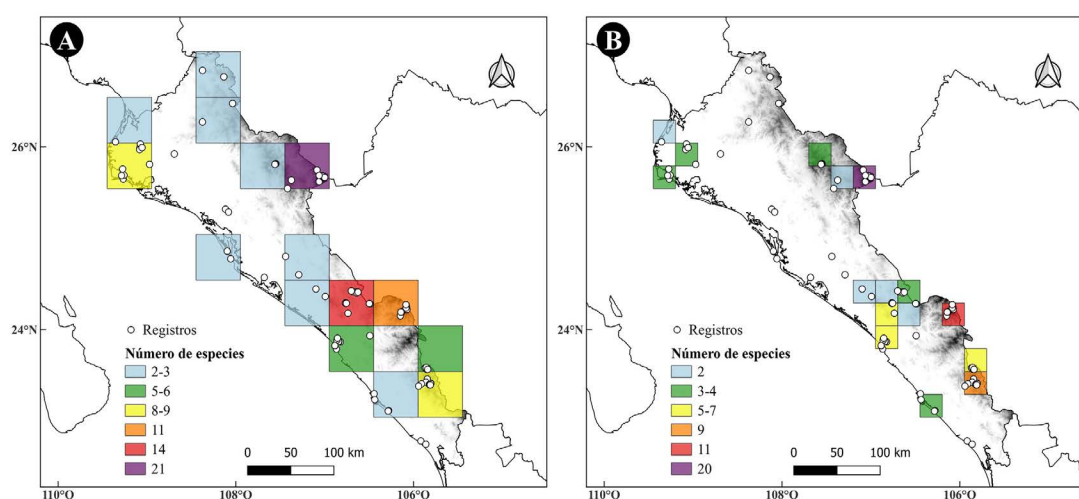 A
B
26°N
24°N
Registros
Número de especies
2-3
5-6
8-9
11
14
21
0 50 100 km
110°O
108°O
106°O
26°N
24°N
Registros
Número de especies
2
3-4
5-7
9
11
20
0 50 100 km
110°O
108°O
106°O